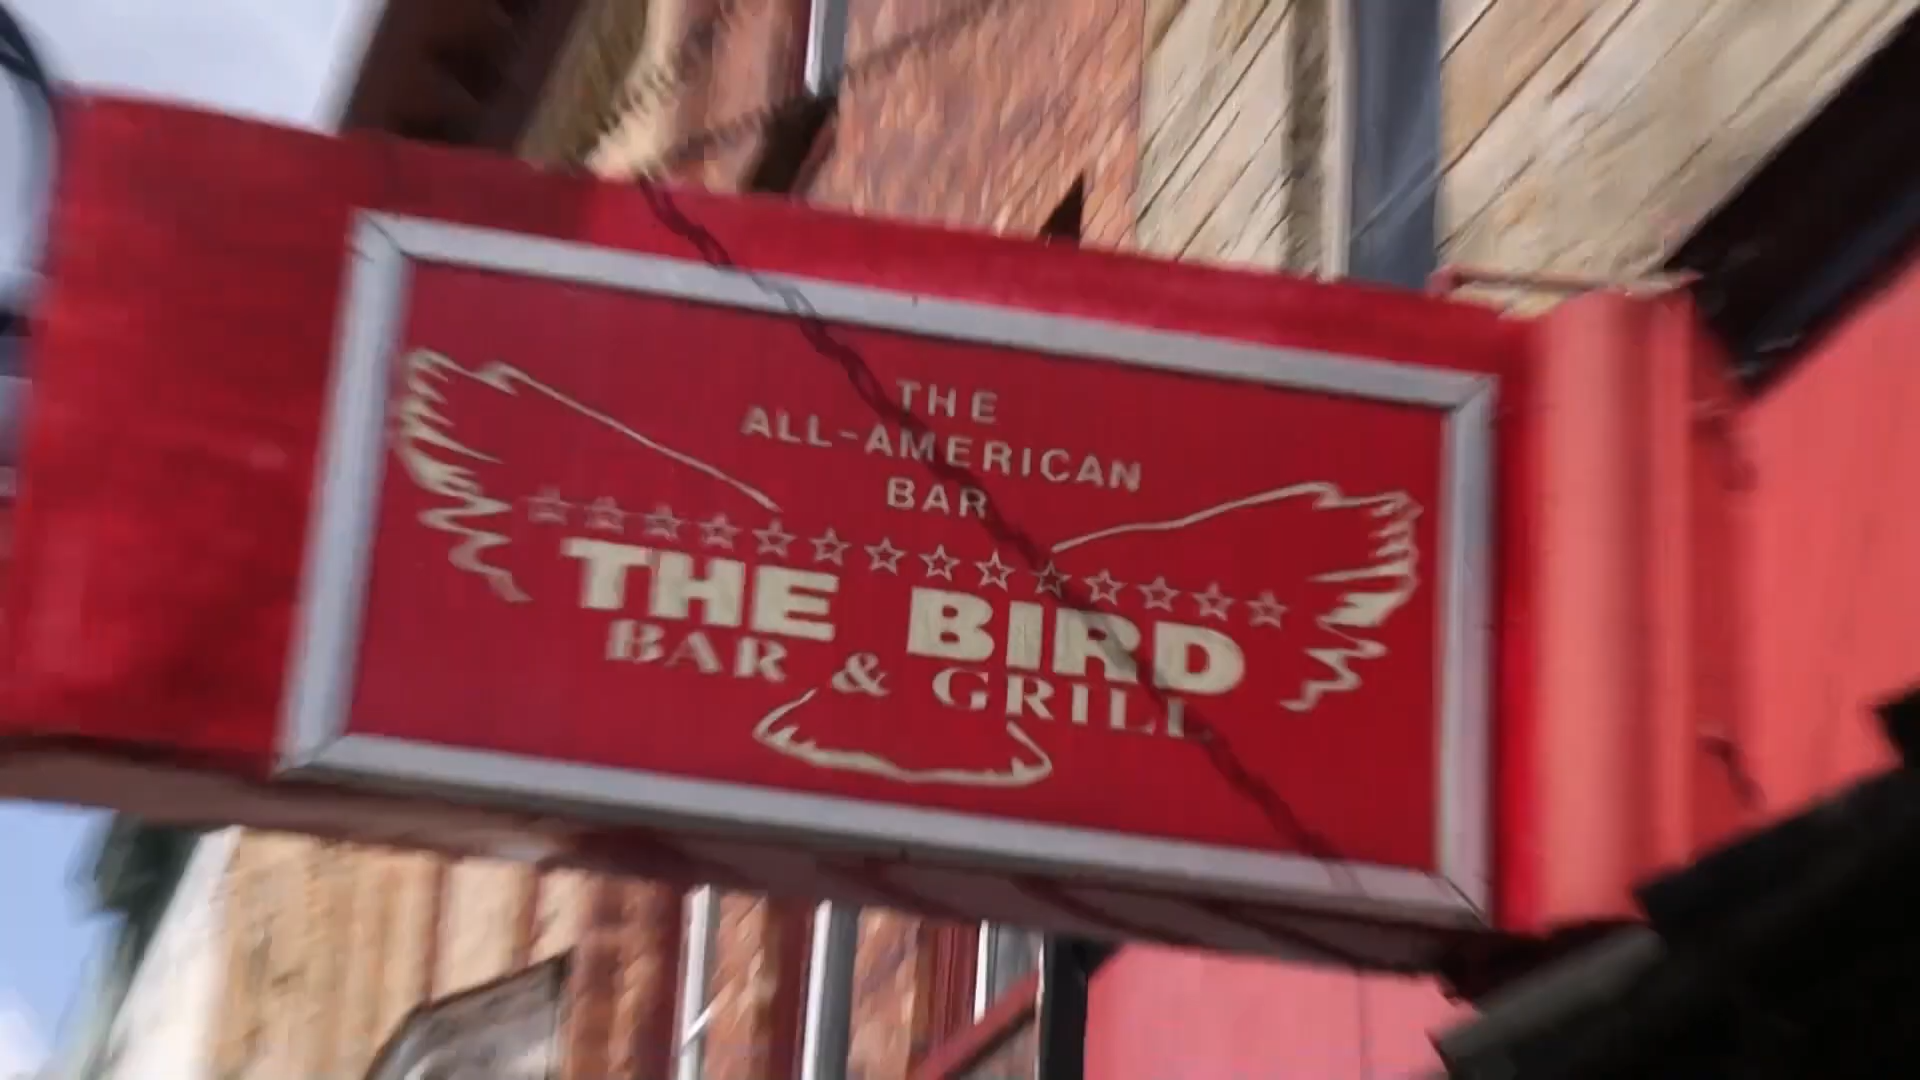 THE
ALL-AMERICAN
BAR
THE BIRD
BAR & GRILL